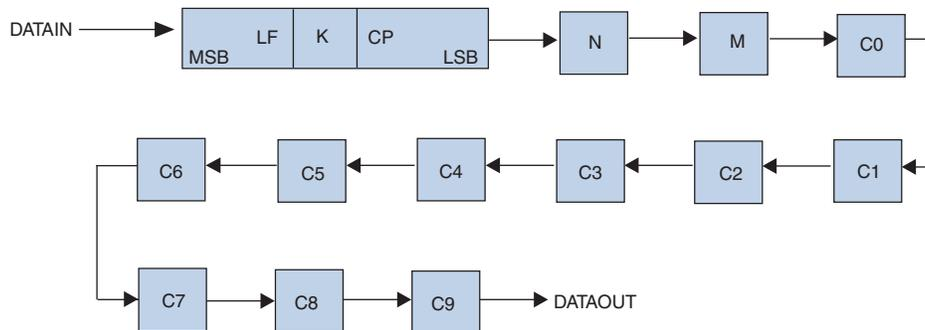 DATAIN
LF K CP
MSB LSB
N
M
C0
C6
C5
C4
C3
C2
C1
C7
C8
C9
DATAOUT